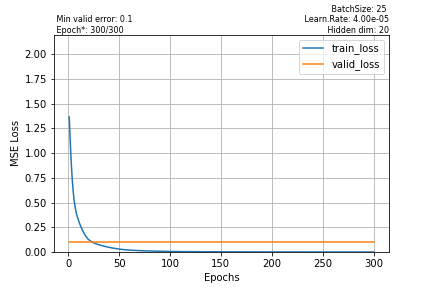 BatchSize: 25
Min valid error: 0.1
Learn.Rate: 4.00e-05
Epoch*: 300/300
Hidden dim: 20
train_loss
valid_loss
2.00
1.75
1.50
1.25
1.00
0.75
0.50
0.25
0.00
MSE Loss
0 50 100 150 200 250 300
Epochs